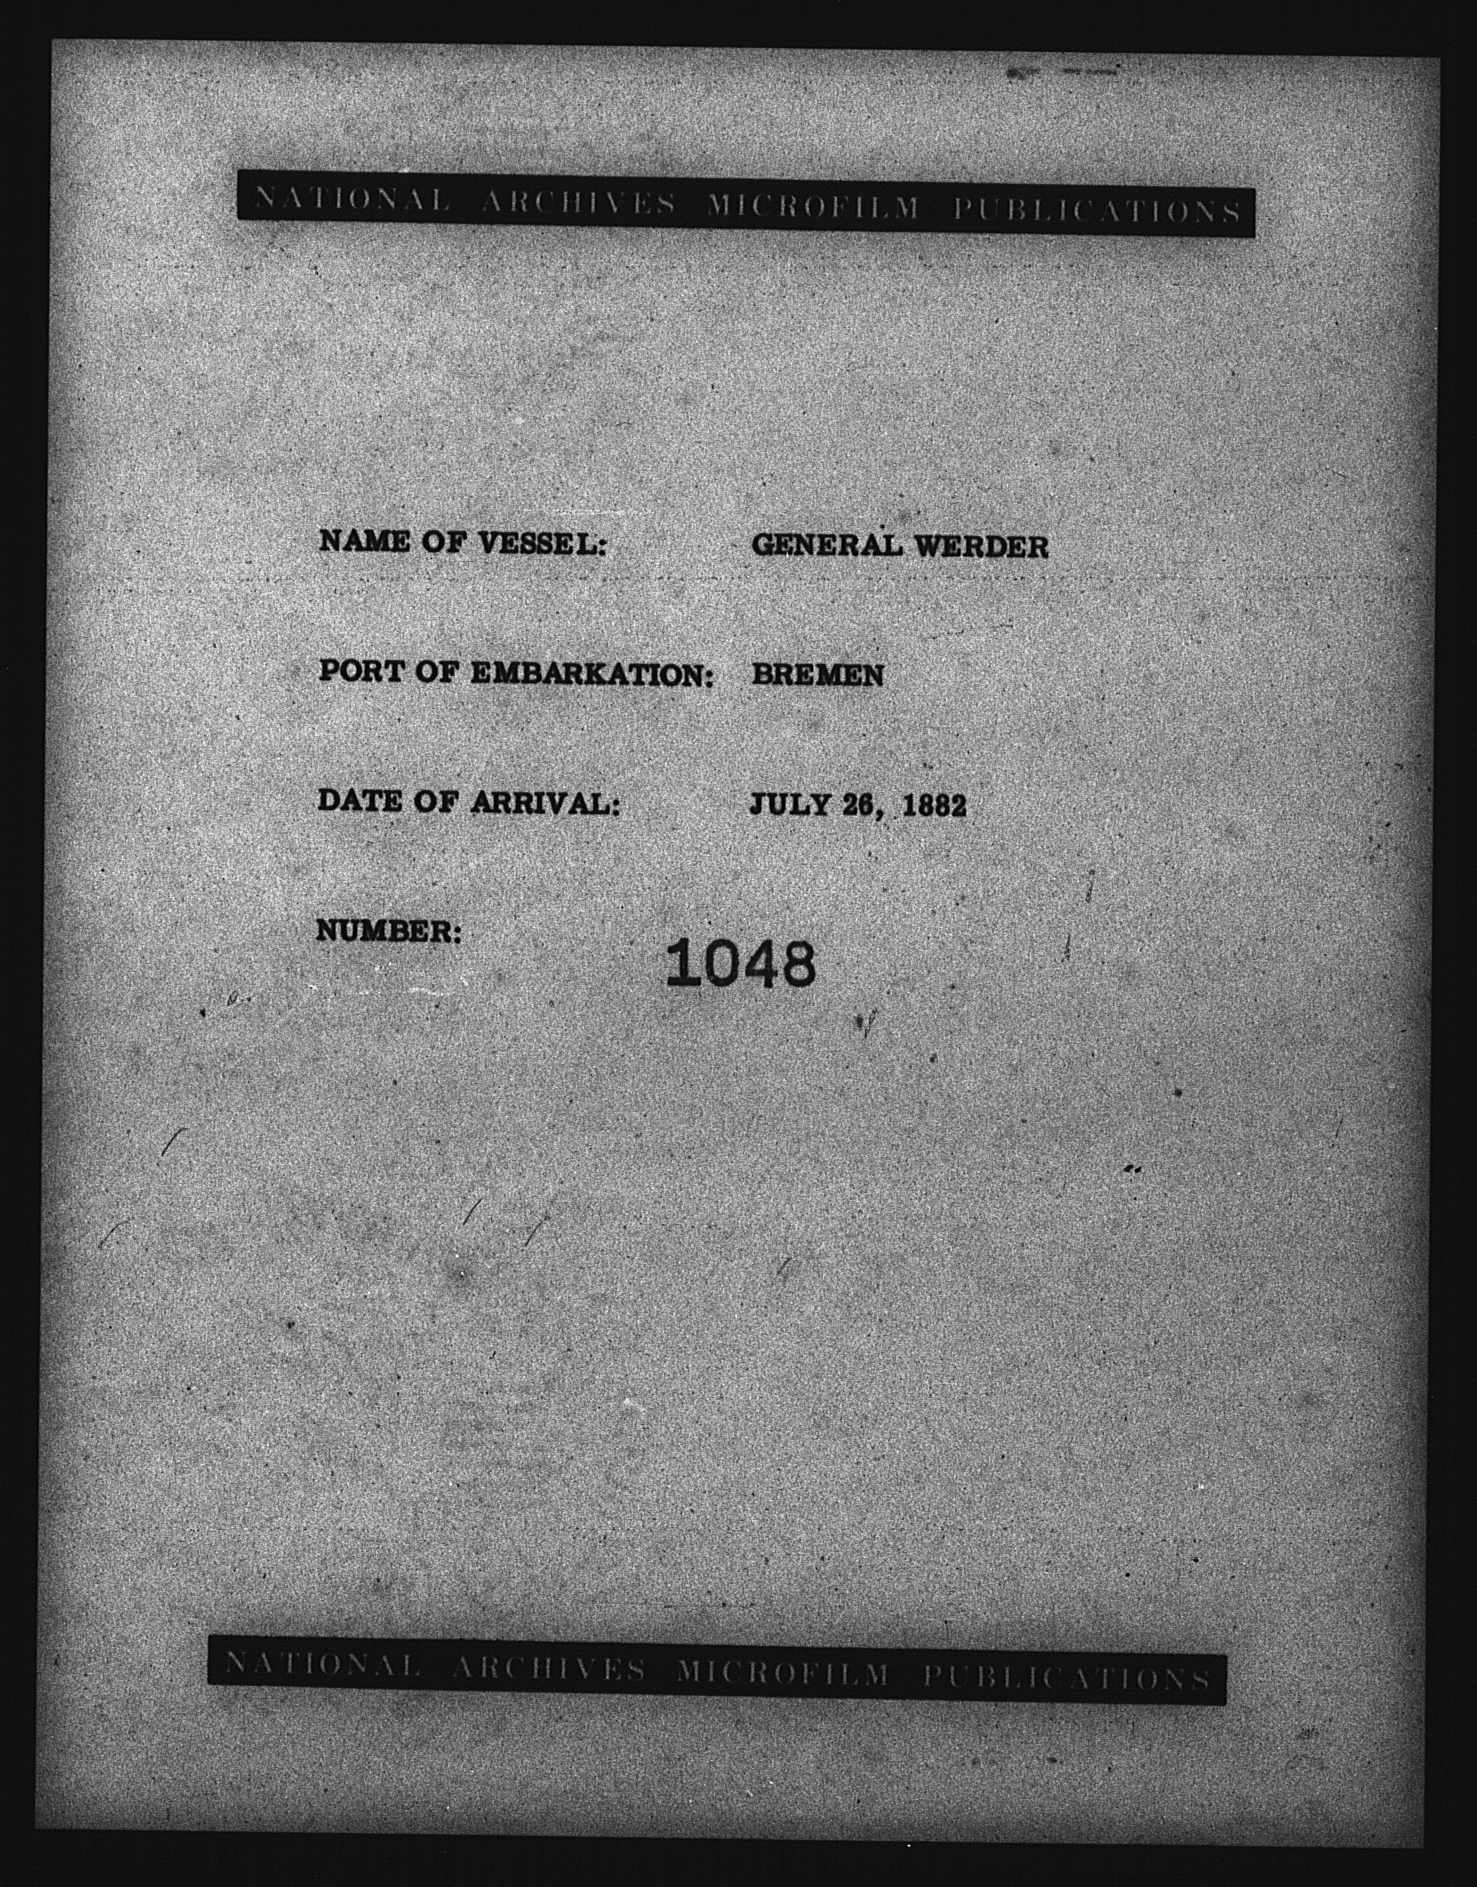 NATIONAL ARCHIVES MICROFILM PUBLICATIONS
NAME OF VESSEL: GENERAL WERDER
PORT OF EMBARKATION: BREMEN
DATE OF ARRIVAL: JULY 26, 1882
NUMBER: 1048
NATIONAL ARCHIVES MICROFILM PUBLICATIONS